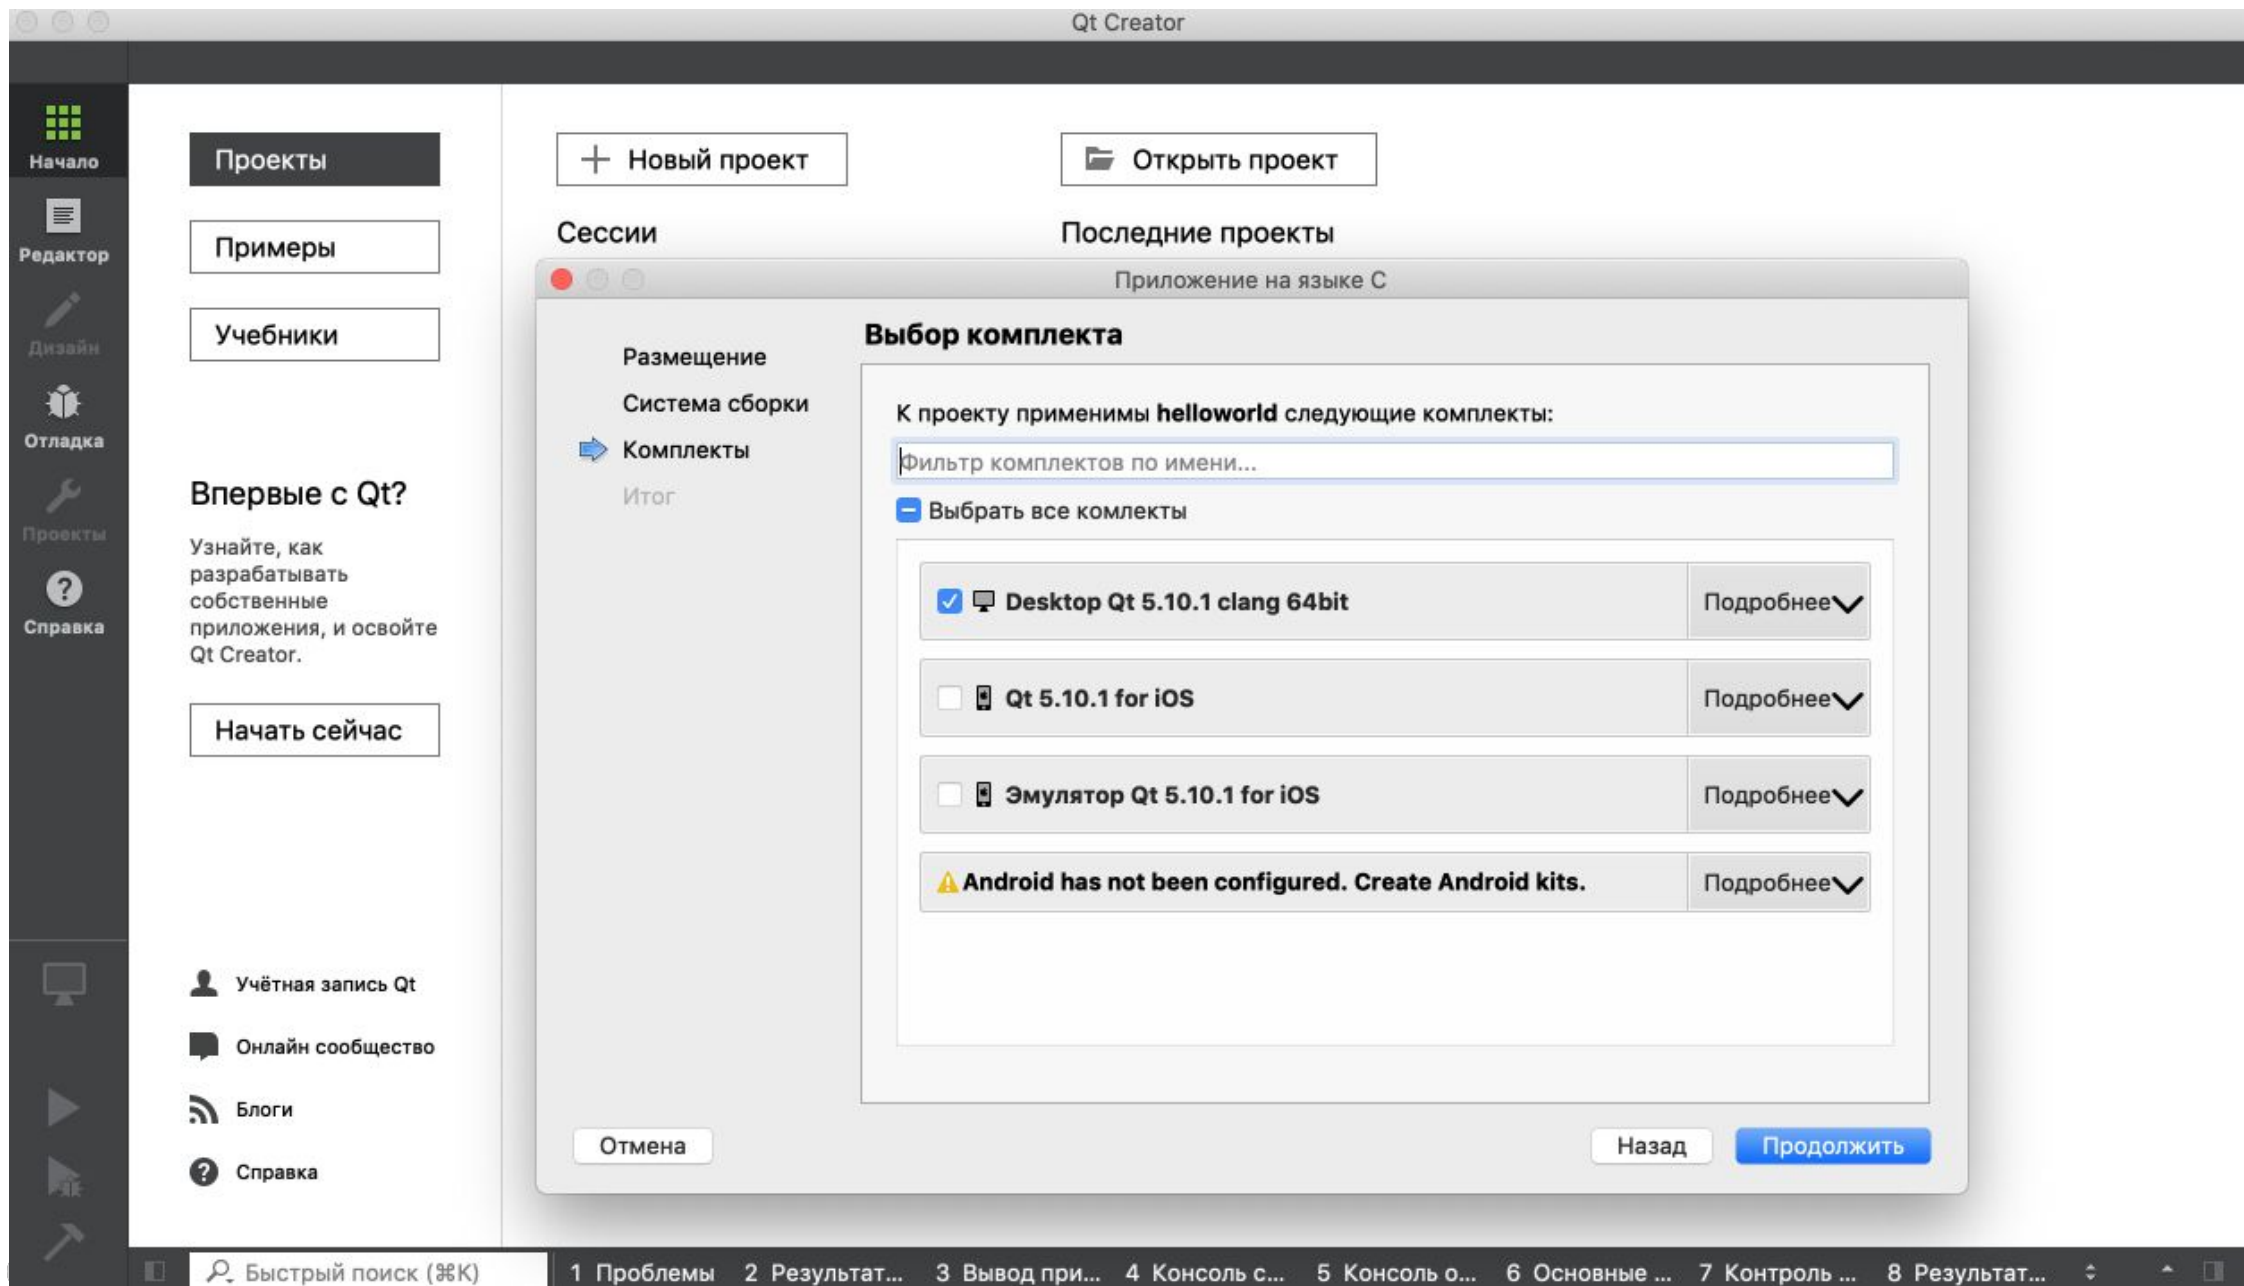 Qt Creator
Начало
Редактор
Дизайн
Отладка
Проекты
Справка
Проекты
Примеры
Учебники
Впервые с Qt?
Узнайте, как
разрабатывать
собственные
приложения, и освойте
Qt Creator.
Начать сейчас
Учётная запись Qt
Онлайн сообщество
Блоги
Справка
Новый проект
Открыть проект
Сессии
Последние проекты
Приложение на языке C
Размещение
Система сборки
Комплекты
Итог
Выбор комплекта
К проекту применимы helloworld следующие комплекты:
Фильтр комплектов по имени...
Выбрать все комлекты
Desktop Qt 5.10.1 clang 64bit Подробнее
Qt 5.10.1 for iOS Подробнее
Эмулятор Qt 5.10.1 for iOS Подробнее
Android has not been configured. Create Android kits. Подробнее
Отмена Назад Продолжить
Быстрый поиск (⌘K) 1 Проблемы 2 Результат... 3 Вывод при... 4 Консоль с... 5 Консоль о... 6 Основные ... 7 Контроль ... 8 Результат...